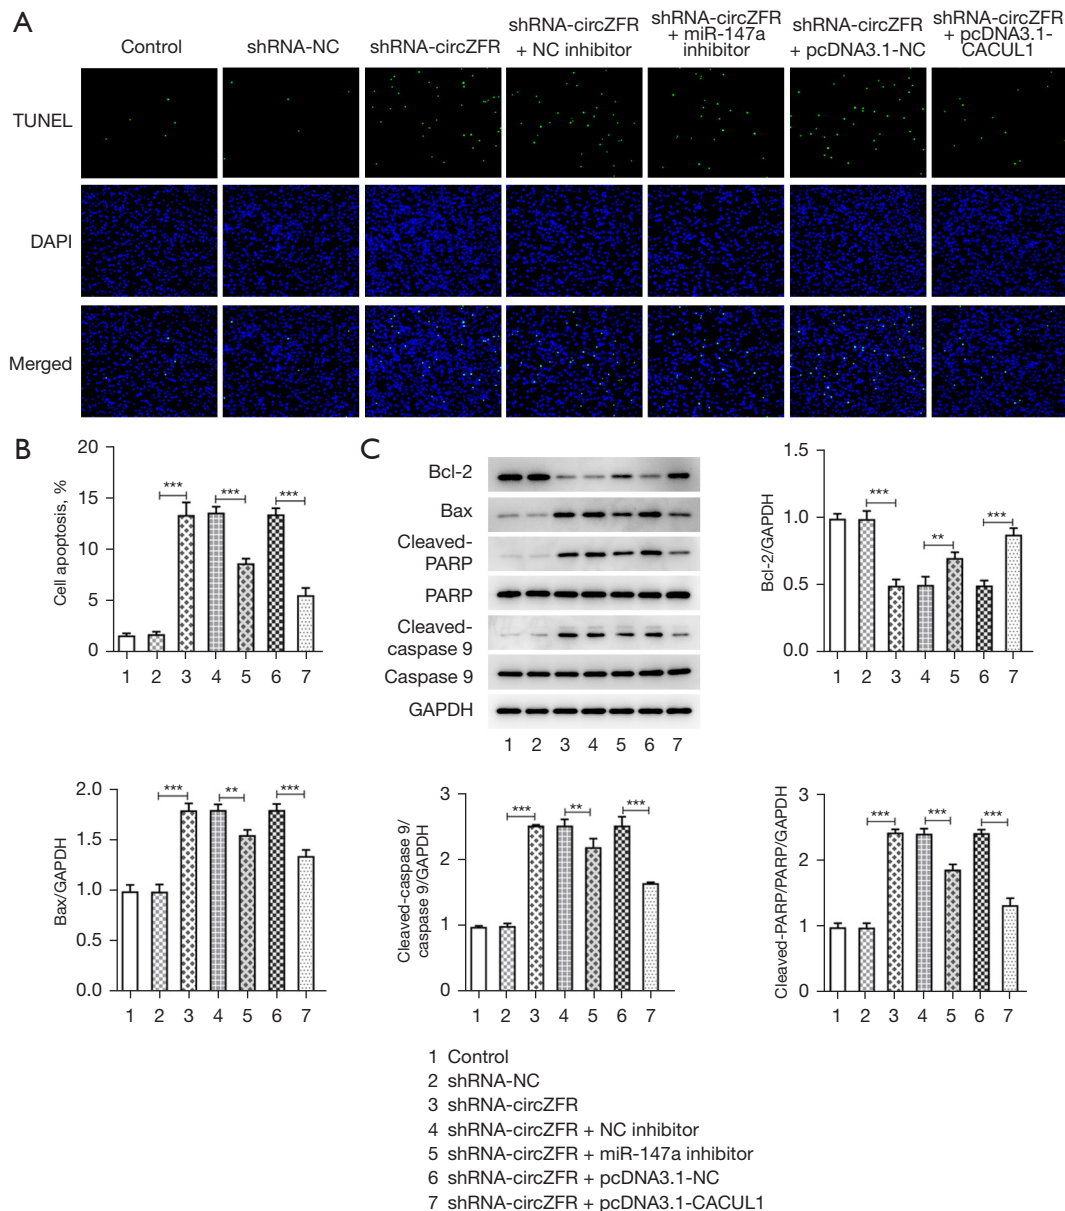 A
Control
shRNA-NC
shRNA-circZFR
shRNA-circZFR
+ NC inhibitor
shRNA-circZFR
+ miR-147a
inhibitor
shRNA-circZFR
+ pcDNA3.1-NC
shRNA-circZFR
+ pcDNA3.1-
CACUL1
TUNEL
DAPI
Merged
B
Cell apoptosis, %
20
15
10
5
0
***
***
***
1 2 3 4 5 6 7
C
Bcl-2
Bax
Cleaved-
PARP
PARP
Cleaved-
caspase 9
Caspase 9
GAPDH
1 2 3 4 5 6 7
Bcl-2/GAPDH
1.5
1.0
0.5
0.0
***
**
***
1 2 3 4 5 6 7
Bax/GAPDH
2.0
1.5
1.0
0.5
0.0
***
**
***
1 2 3 4 5 6 7
Cleaved-caspase 9/
caspase 9/GAPDH
3
2
1
0
***
**
***
1 2 3 4 5 6 7
Cleaved-PARP/PARP/GAPDH
3
2
1
0
***
***
***
1 2 3 4 5 6 7
1 Control
2 shRNA-NC
3 shRNA-circZFR
4 shRNA-circZFR + NC inhibitor
5 shRNA-circZFR + miR-147a inhibitor
6 shRNA-circZFR + pcDNA3.1-NC
7 shRNA-circZFR + pcDNA3.1-CACUL1